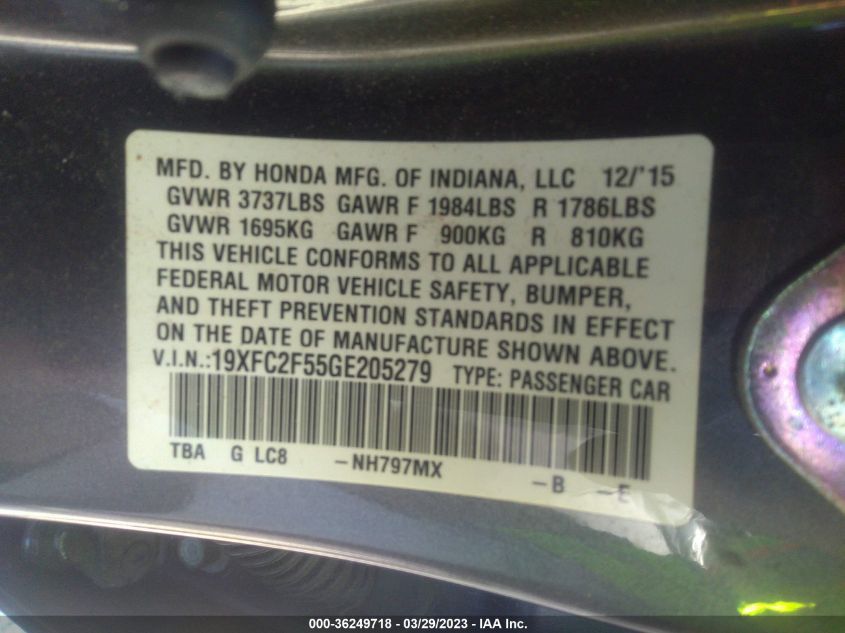 MFD. BY HONDA MFG. OF INDIANA, LLC 12/'15
GVWR 3737LBS GAWR F 1984LBS R 1786LBS
GVWR 1695KG GAWR F 900KG R 810KG
THIS VEHICLE CONFORMS TO ALL APPLICABLE
FEDERAL MOTOR VEHICLE SAFETY, BUMPER,
AND THEFT PREVENTION STANDARDS IN EFFECT
ON THE DATE OF MANUFACTURE SHOWN ABOVE.
V.I.N.:19XFC2F55GE205279 TYPE: PASSENGER CAR
TBA G LC8 -NH797MX -B -E
000-36249718 - 03/29/2023 - IAA Inc.